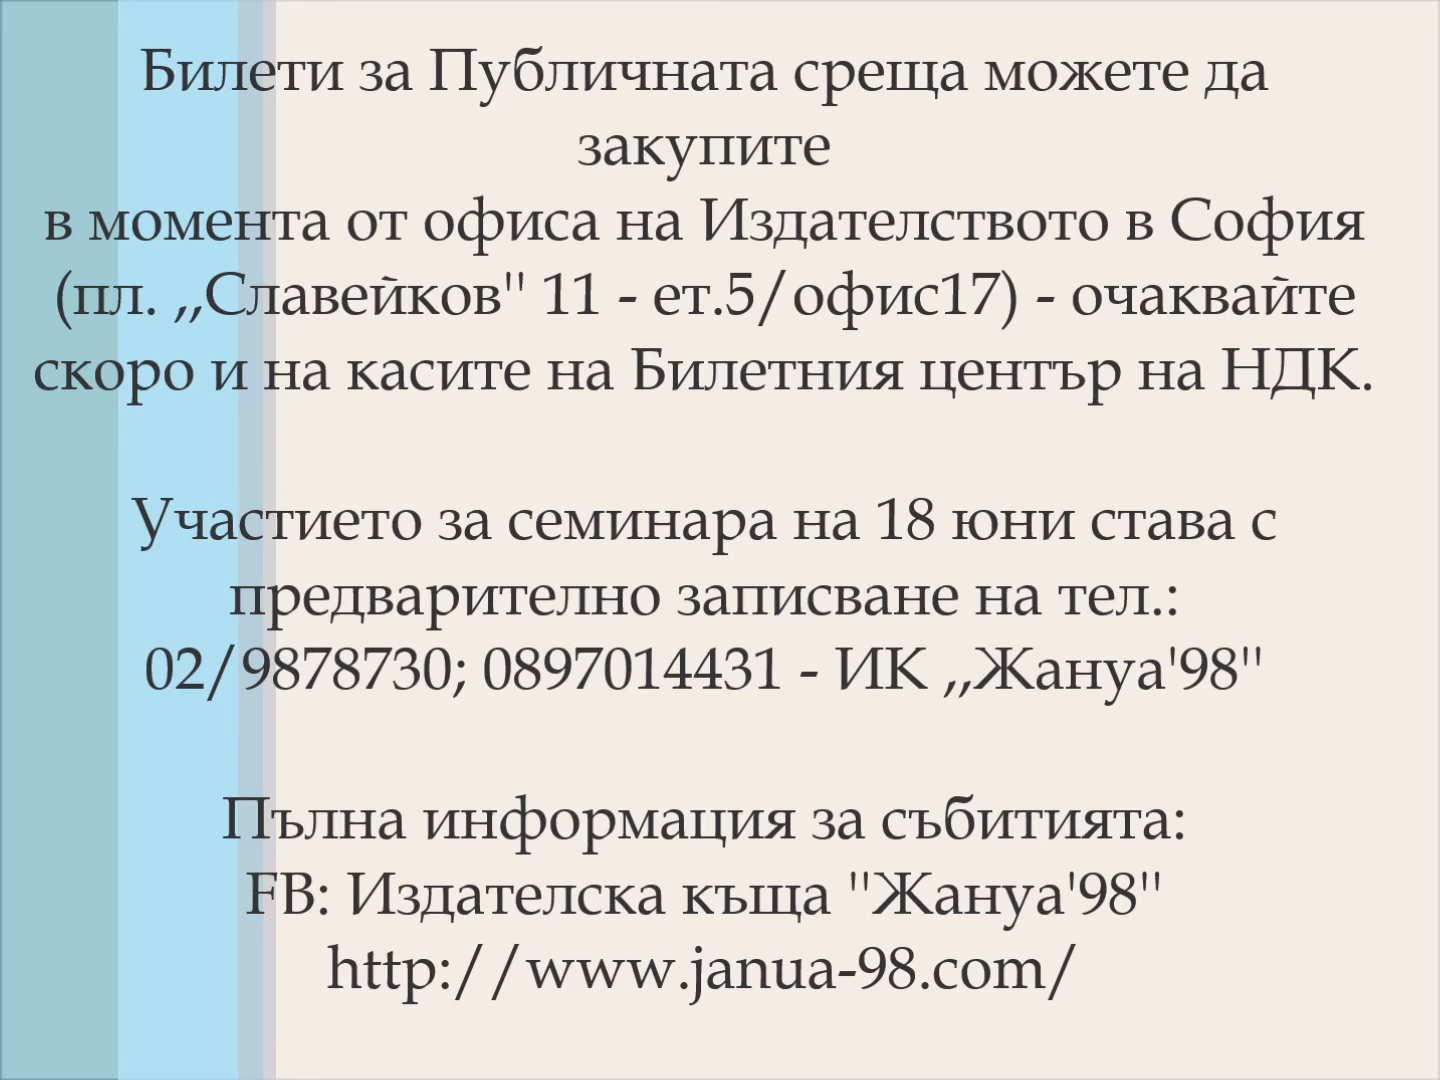 Билети за Публичната среща можете да
закупите
в момента от офиса на Издателството в София
(пл. ,,Славейков" 11 - ет.5/офис17) - очаквайте
скоро и на касите на Билетния център на НДК.
Участието за семинара на 18 юни става с
предварително записване на тел.:
02/9878730; 0897014431 - ИК ,,Жануа'98"
Пълна информация за събитията:
FB: Издателска къща "Жануа'98"
http://www.janua-98.com/